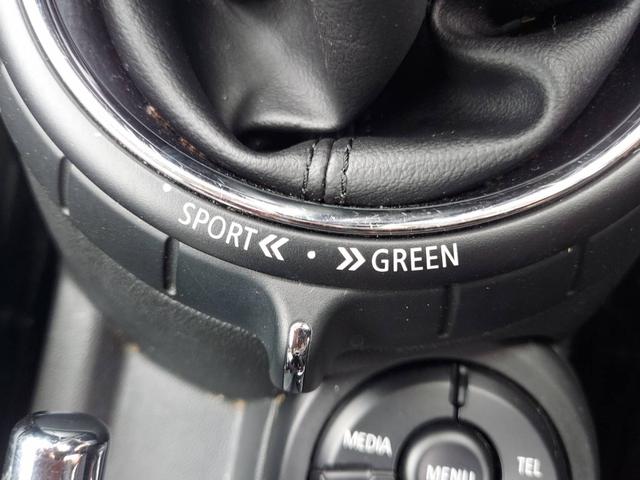 SPORT « • » GREEN
MEDIA
MENU
TEL